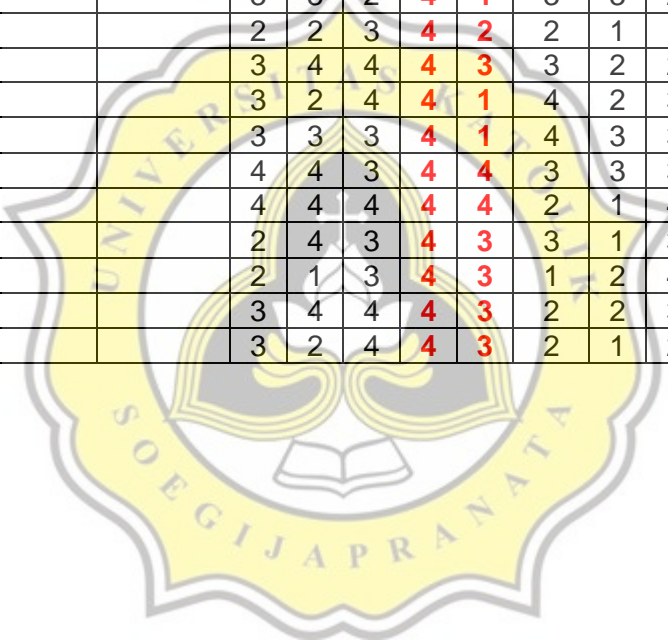 2 2 3 4 2 2 1
3 4 4 4 3 3 2
3 2 4 4 1 4 2
3 3 3 4 1 4 3
4 4 3 4 4 3 3
4 4 4 4 4 2 1
2 4 3 4 3 3 1
2 1 3 4 3 1 2
3 4 4 4 3 2 2
3 2 4 4 3 2 1
UNIVERSITAS KATOLIK
SOEGIJAPRANATA